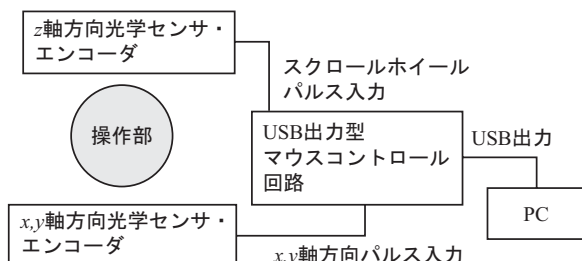 z軸方向光学センサ・
エンコーダ
スクロールホイール
パルス入力
操作部
USB出力型
マウスコントロール
回路
USB出力
PC
x,y軸方向光学センサ・
エンコーダ
x,y軸方向パルス入力